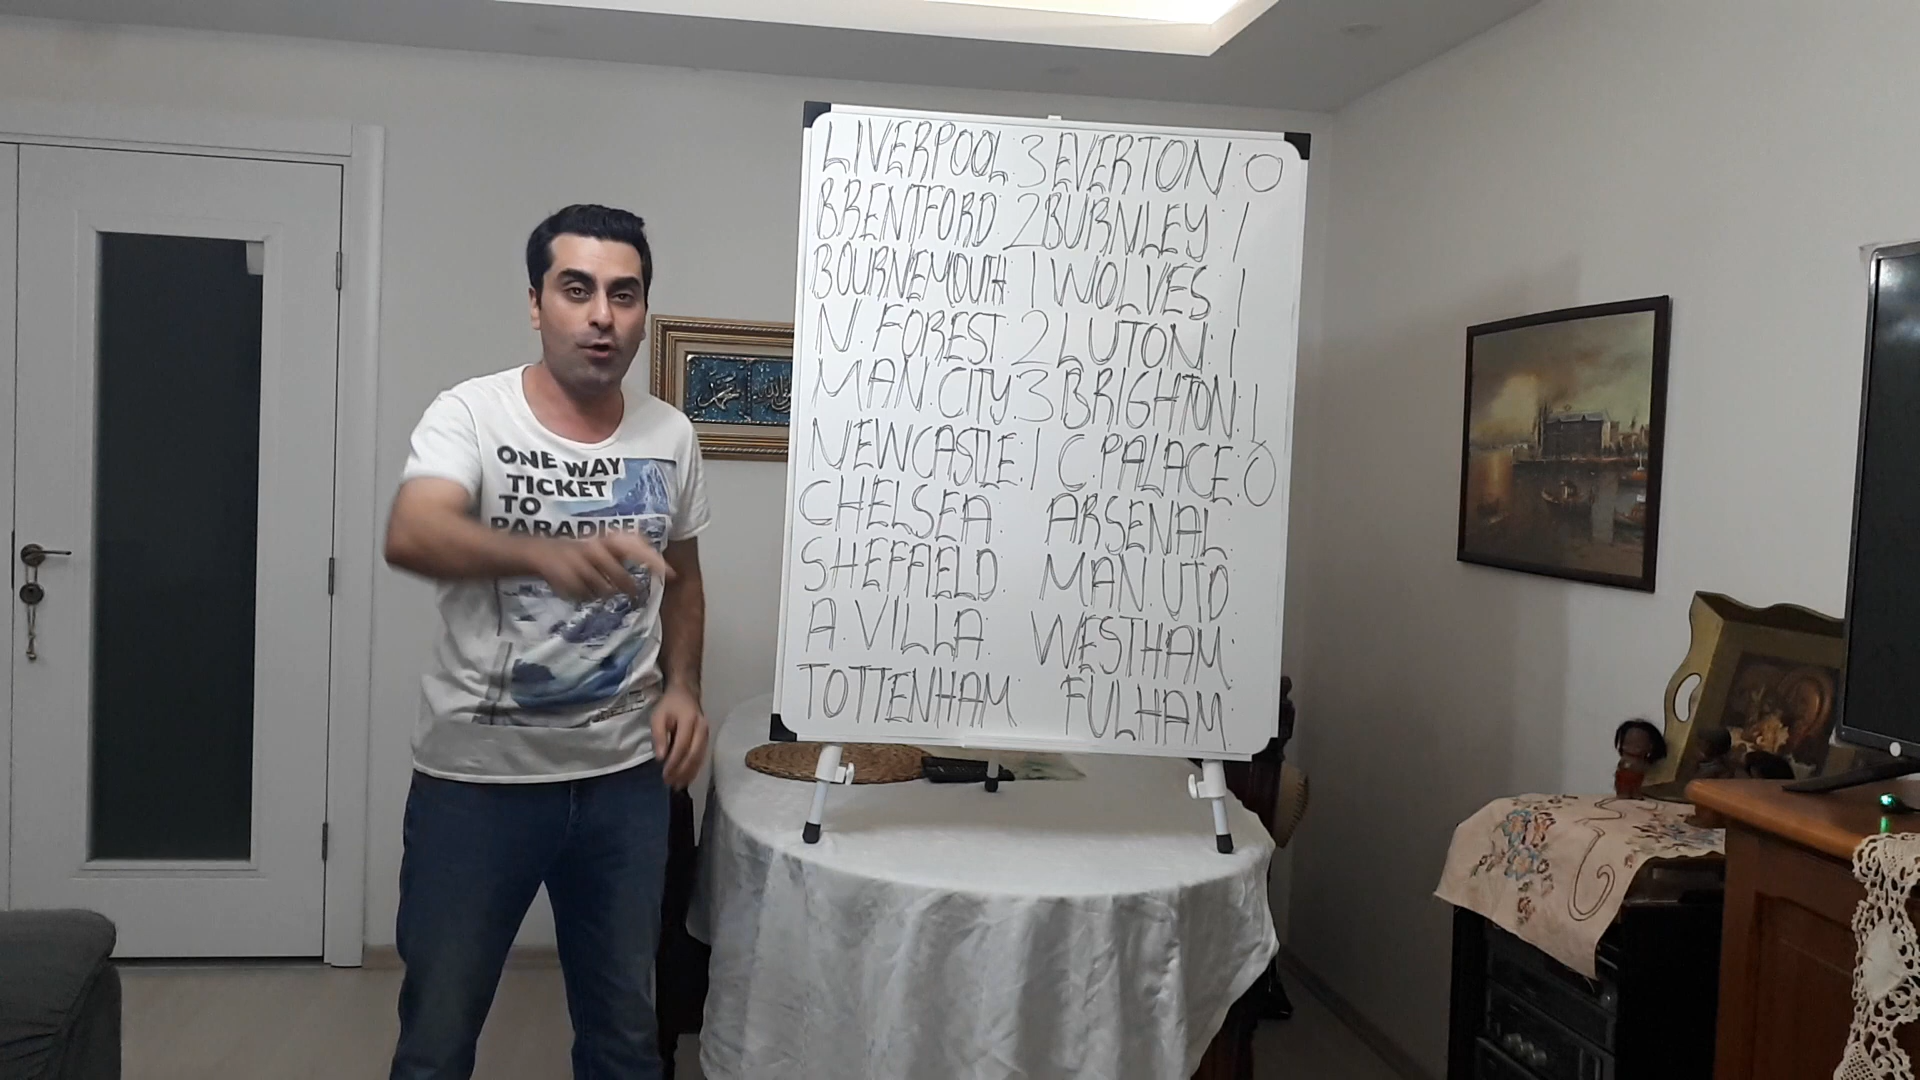 LIVERPOOL: 3 EVERTON: 0
BRENTFORD: 2 BURNLEY: 1
BOURNEMOUTH: 1 WOLVES: 1
N. FOREST: 2 LUTON: 1
MAN. CITY: 3 BRIGHTON: 1
NEWCASTLE: 1 C. PALACE: 0
CHELSEA: ARSENAL:
SHEFFIELD: MAN. UTD:
A. VILLA: WESTHAM:
TOTTENHAM: FULHAM:
ONE WAY
TICKET
TO
PARADISE